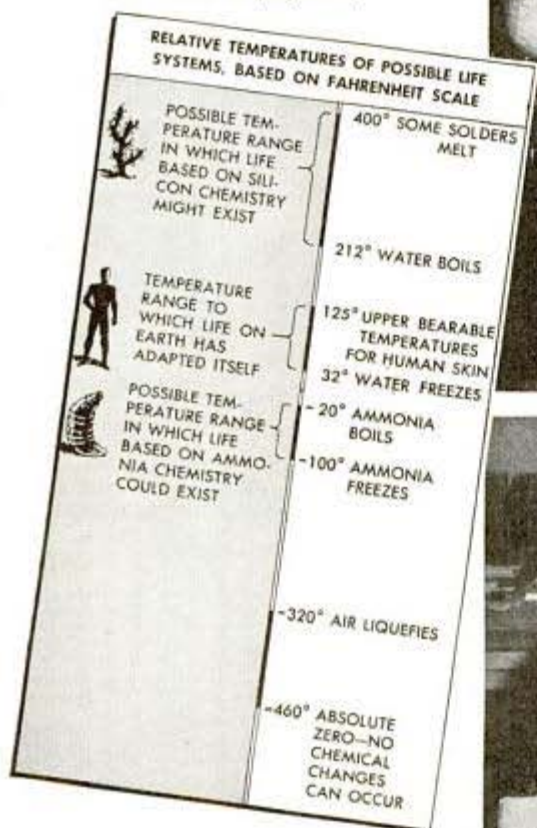 RELATIVE TEMPERATURES OF POSSIBLE LIFE
SYSTEMS, BASED ON FAHRENHEIT SCALE
POSSIBLE TEM-
PERATURE RANGE
IN WHICH LIFE
BASED ON SILI-
CON CHEMISTRY
MIGHT EXIST
400° SOME SOLDERS
MELT
212° WATER BOILS
TEMPERATURE
RANGE TO
WHICH LIFE ON
EARTH HAS
ADAPTED ITSELF
125° UPPER BEARABLE
TEMPERATURES
FOR HUMAN SKIN
32° WATER FREEZES
POSSIBLE TEM-
PERATURE RANGE
IN WHICH LIFE
BASED ON AMMO-
NIA CHEMISTRY
COULD EXIST
- 20° AMMONIA
BOILS
-100° AMMONIA
FREEZES
-320° AIR LIQUEFIES
-460° ABSOLUTE
ZERO—NO
CHEMICAL
CHANGES
CAN OCCUR